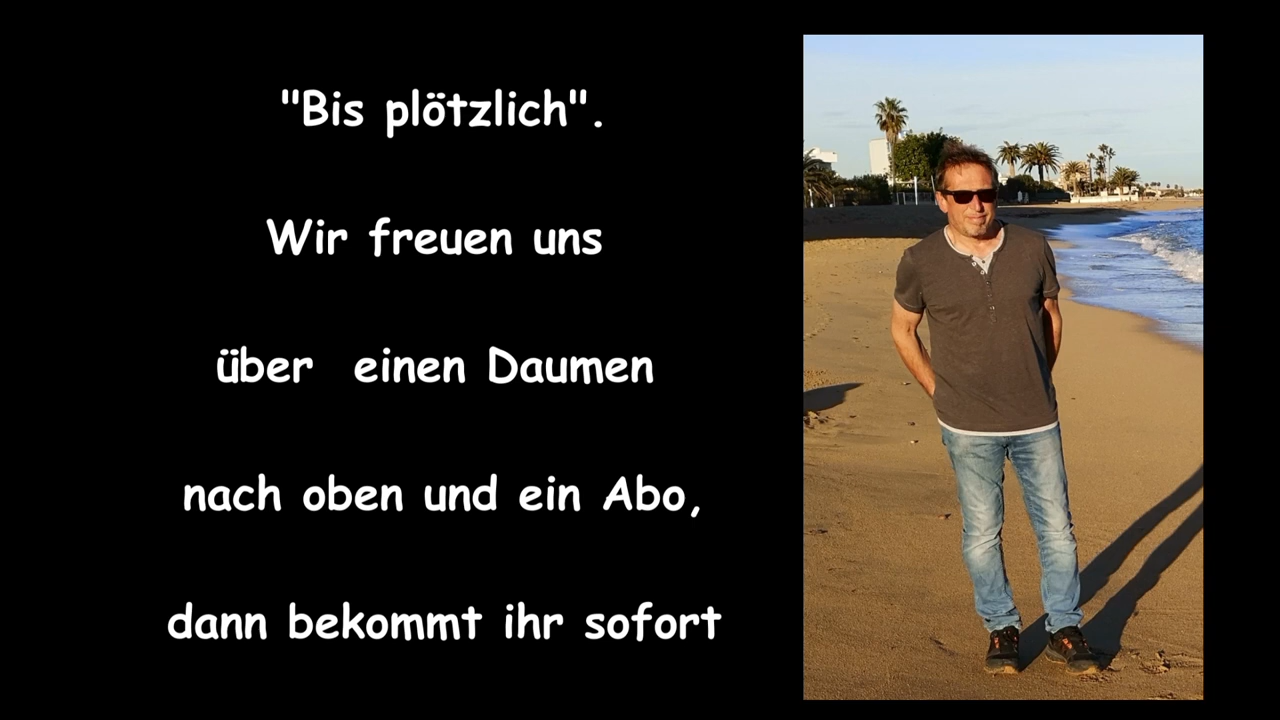 "Bis plötzlich".
Wir freuen uns
über einen Daumen
nach oben und ein Abo,
dann bekommt ihr sofort